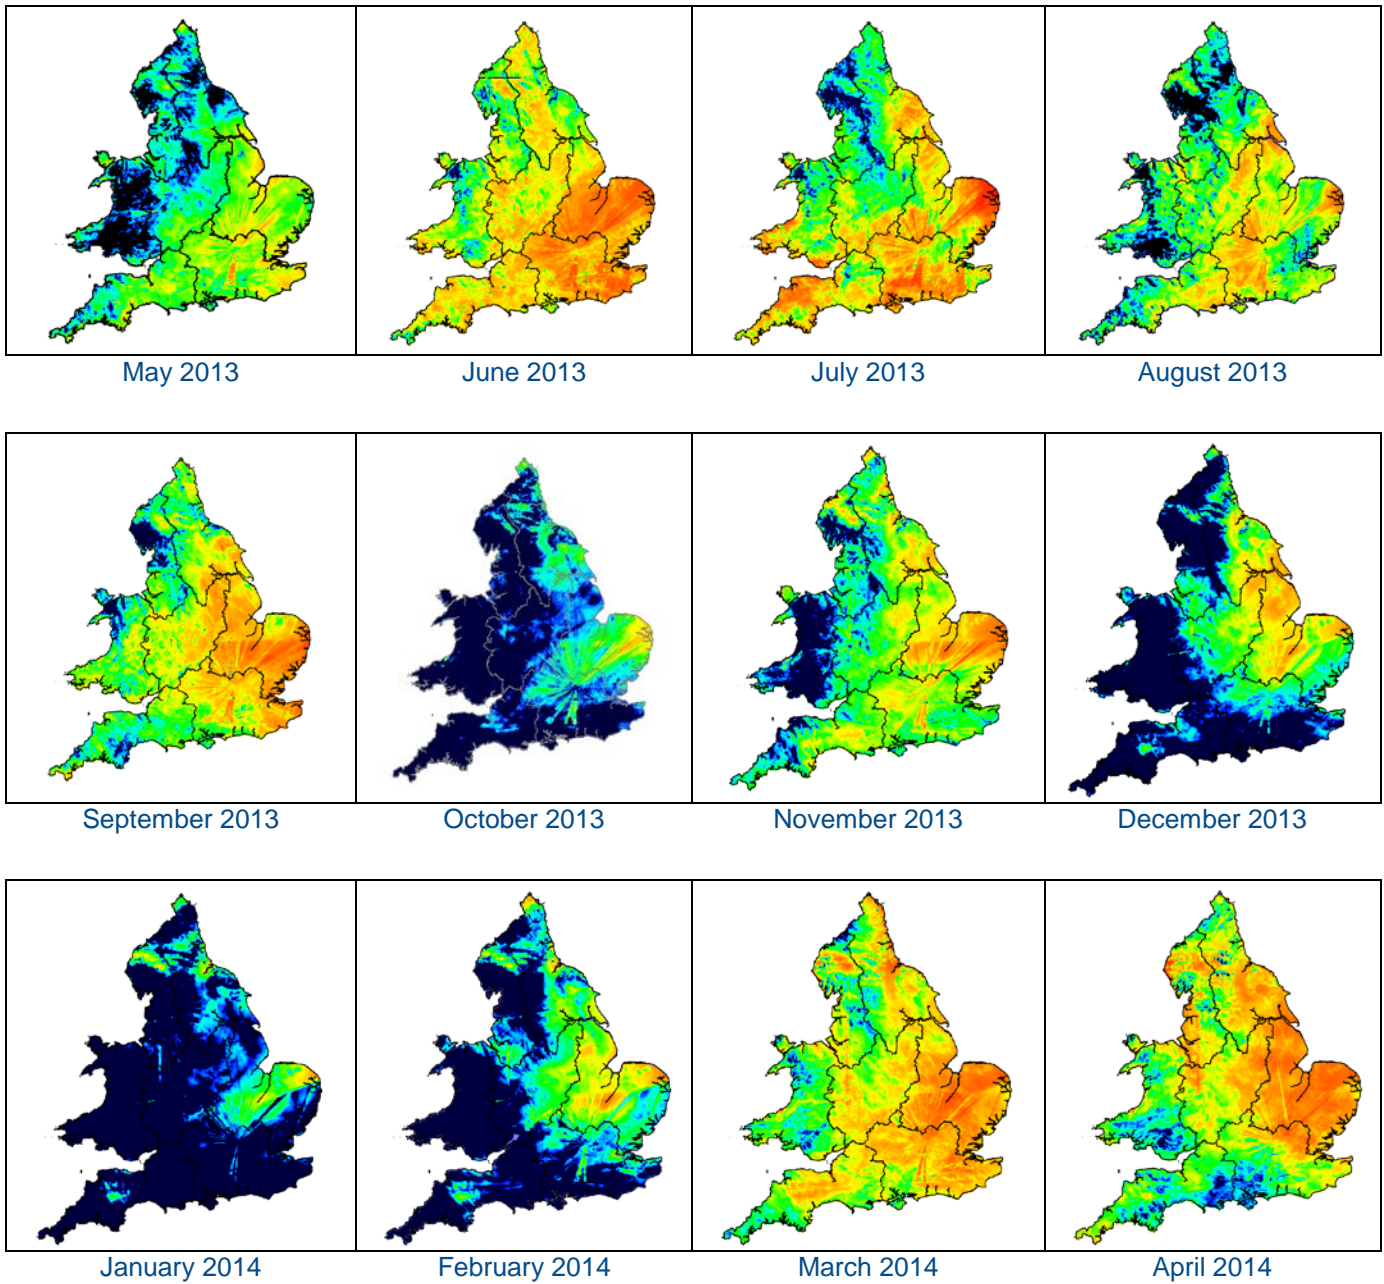 May 2013
June 2013
July 2013
August 2013
September 2013
October 2013
November 2013
December 2013
January 2014
February 2014
March 2014
April 2014